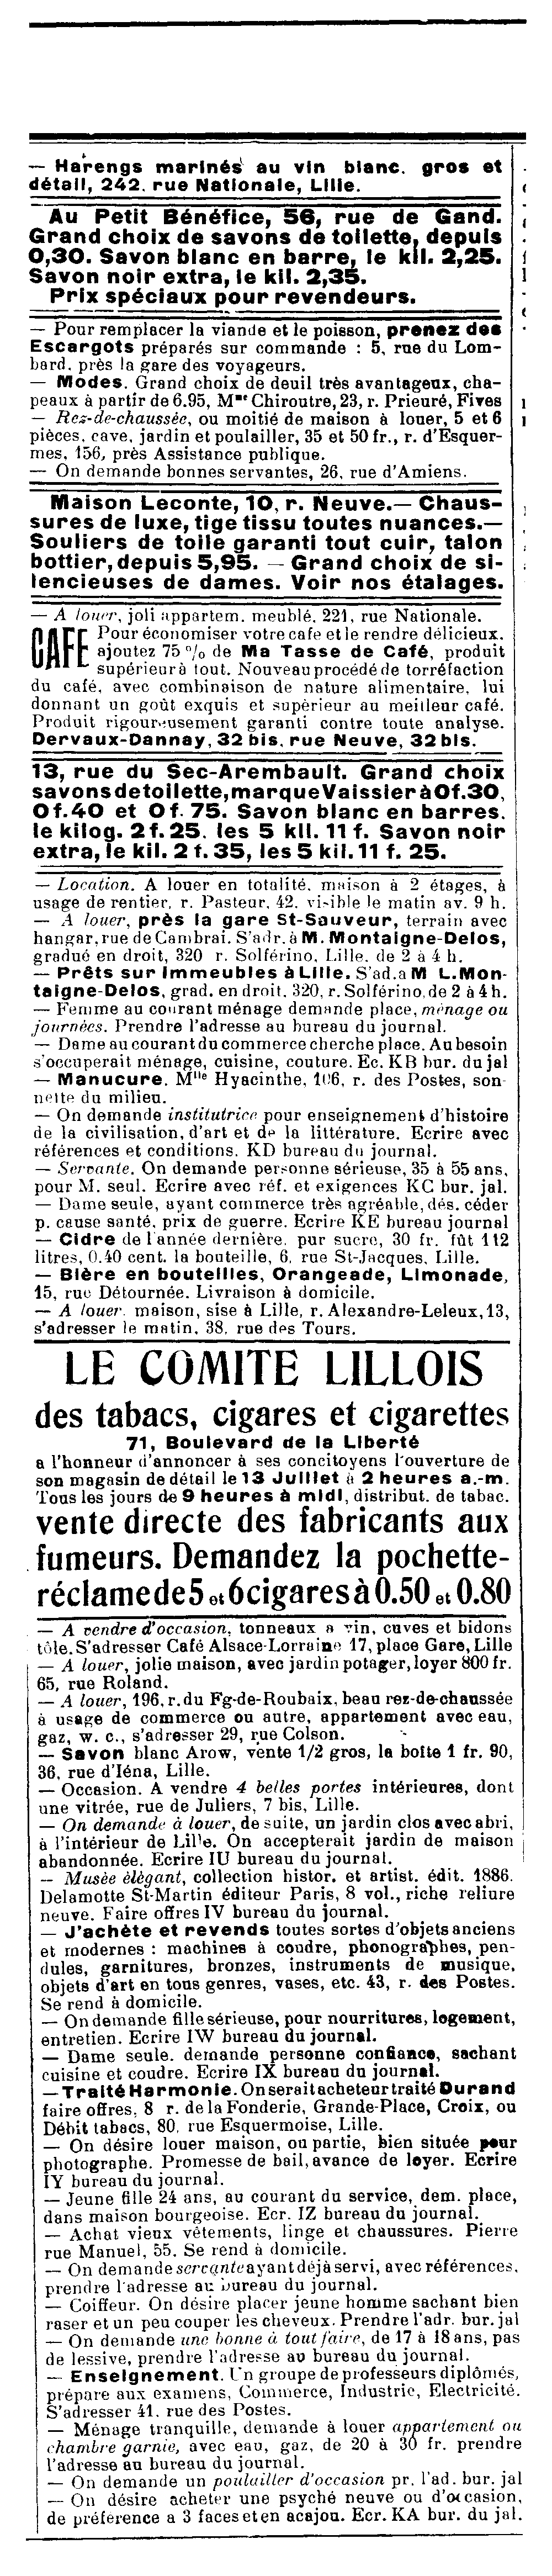 — Harengs marinés au vin blanc. gros et
détail, 242. rue Nationale, Lille.
Au Petit Bénéfice, 56, rue de Gand.
Grand choix de savons de toilette, depuis
0,30. Savon blanc en barre, le kil. 2,25.
Savon noir extra, le kil. 2,35.
Prix spéciaux pour revendeurs.
— Pour remplacer la viande et le poisson, prenez des
Escargots préparés sur commande : 5, rue du Lom-
bard. près la gare des voyageurs.
— Modes. Grand choix de deuil très avantageux, cha-
peaux à partir de 6.95, Mme Chiroutre, 23, r. Prieuré, Fives
— Rez-de-chaussée, ou moitié de maison à louer, 5 et 6
pièces, cave, jardin et poulailler, 35 et 50 fr., r. d'Esquer-
mes, 156, près Assistance publique.
— On demande bonnes servantes, 26, rue d'Amiens.
Maison Leconte, 10, r. Neuve.— Chaus-
sures de luxe, tige tissu toutes nuances.—
Souliers de toile garanti tout cuir, talon
bottier, depuis 5,95. — Grand choix de si-
lencieuses de dames. Voir nos étalages.
— A louer, joli appartem. meublé, 221, rue Nationale.
CAFE Pour économiser votre cafe et le rendre délicieux.
ajoutez 75 % de Ma Tasse de Café, produit
supérieur à tout. Nouveau procédé de torréfaction
du café, avec combinaison de nature alimentaire, lui
donnant un goût exquis et supérieur au meilleur café.
Produit rigoureusement garanti contre toute analyse.
Dervaux-Dannay, 32 bis, rue Neuve, 32 bis.
13, rue du Sec-Arembault. Grand choix
savons de toilette, marque Vaissier à 0f.30,
0 f. 40 et 0 f. 75. Savon blanc en barres.
le kilog. 2 f. 25. les 5 kil. 11 f. Savon noir
extra, le kil. 2 f. 35, les 5 kil. 11 f. 25.
— Location. A louer en totalité, maison à 2 étages, à
usage de rentier, r. Pasteur, 42. visible le matin av. 9 h.
— A louer, près la gare St-Sauveur, terrain avec
hangar, rue de Cambrai. S'adr. à M. Montaigne-Delos,
gradué en droit, 320 r. Solférino, Lille. de 2 à 4 h.
— Prêts sur immeubles à Lille. S'ad. a M L. Mon-
taigne-Delos, grad. en droit. 320, r. Solférino, de 2 à 4 h.
— Femme au courant ménage demande place, ménage ou
journées. Prendre l'adresse au bureau du journal.
— Dame au courant du commerce cherche place. Au besoin
s'occuperait ménage, cuisine, couture. Ec. KB bur. du jal
— Manucure. Mlle Hyacinthe, 106, r. des Postes, son-
nette du milieu.
— On demande institutrice pour enseignement d'histoire
de la civilisation, d'art et de la littérature. Ecrire avec
références et conditions. KD bureau du journal.
— Servante. On demande personne sérieuse, 35 à 55 ans,
pour M. seul. Ecrire avec réf. et exigences KC bur. jal.
— Dame seule, ayant commerce très agréable, dés. céder
p. cause santé, prix de guerre. Ecrire KE bureau journal
— Cidre de l'année dernière, pur sucre, 30 fr. fût 112
litres, 0.40 cent. la bouteille, 6, rue St-Jacques, Lille.
— Bière en bouteilles, Orangeade, Limonade,
15, rue Détournée. Livraison à domicile.
— A louer. maison, sise à Lille, r. Alexandre-Leleux, 13,
s'adresser le matin, 38, rue des Tours.
LE COMITE LILLOIS
des tabacs, cigares et cigarettes
71, Boulevard de la Liberté
a l'honneur d'annoncer à ses concitoyens l'ouverture de
son magasin de détail le 13 Juillet à 2 heures a.-m.
Tous les jours de 9 heures à midi, distribut. de tabac.
vente directe des fabricants aux
fumeurs. Demandez la pochette-
réclame de 5 et 6 cigares à 0.50 et 0.80
— A vendre d'occasion, tonneaux a vin, cuves et bidons
tôle. S'adresser Café Alsace-Lorraine 17, place Gare, Lille
— A louer, jolie maison, avec jardin potager, loyer 800 fr.
65, rue Roland.
— A louer, 196, r. du Fg-de-Roubaix, beau rez-de-chaussée
à usage de commerce ou autre, appartement avec eau,
gaz, w. c., s'adresser 29, rue Colson.
— Savon blanc Arow, vente 1/2 gros, la boîte 1 fr. 90,
36, rue d'Iéna, Lille.
— Occasion. A vendre 4 belles portes intérieures, dont
une vitrée, rue de Juliers, 7 bis, Lille.
— On demande à louer, de suite, un jardin clos avec abri,
à l'intérieur de Lille. On accepterait jardin de maison
abandonnée. Ecrire IU bureau du journal.
— Musée élégant, collection histor. et artist. édit. 1886.
Delamotte St-Martin éditeur Paris, 8 vol., riche reliure
neuve. Faire offres IV bureau du journal.
— J'achète et revends toutes sortes d'objets anciens
et modernes : machines à coudre, phonographes, pen-
dules, garnitures, bronzes, instruments de musique,
objets d'art en tous genres, vases, etc. 43, r. des Postes.
Se rend à domicile.
— On demande fille sérieuse, pour nourritures, logement,
entretien. Ecrire IW bureau du journal.
— Dame seule. demande personne confiance, sachant
cuisine et coudre. Ecrire IX bureau du journal.
— Traité Harmonie. On serait acheteur traité Durand
faire offres, 8 r. de la Fonderie, Grande-Place, Croix, ou
Débit tabacs, 80, rue Esquermoise, Lille.
— On désire louer maison, ou partie, bien située pour
photographe. Promesse de bail, avance de loyer. Ecrire
IY bureau du journal.
— Jeune fille 24 ans, au courant du service, dem. place,
dans maison bourgeoise. Ecr. IZ bureau du journal.
— Achat vieux vêtements, linge et chaussures. Pierre
rue Manuel, 55. Se rend à domicile.
— On demande servante ayant déjà servi, avec références,
prendre l'adresse au bureau du journal.
— Coiffeur. On désire placer jeune homme sachant bien
raser et un peu couper les cheveux. Prendre l'adr. bur. jal
— On demande une bonne à tout faire, de 17 à 18 ans, pas
de lessive, prendre l'adresse au bureau du journal.
— Enseignement. Un groupe de professeurs diplômés,
prépare aux examens, Commerce, Industrie, Electricité.
S'adresser 41, rue des Postes.
— Ménage tranquille, demande à louer appartement ou
chambre garnie, avec eau, gaz, de 20 à 30 fr. prendre
l'adresse au bureau du journal.
— On demande un poulailler d'occasion pr. l'ad. bur. jal
— On désire acheter une psyché neuve ou d'occasion,
de préférence a 3 faces et en acajou. Ecr. KA bur. du jal.